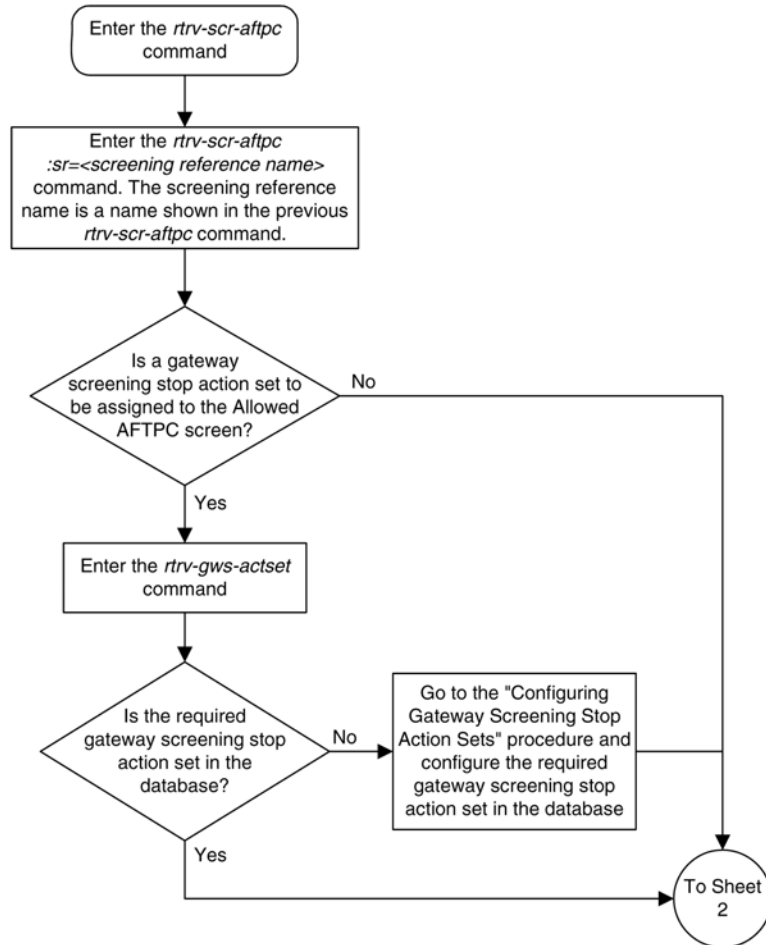 Enter the rtrv-scr-aftpc
command
Enter the rtrv-scr-aftpc
:sr=<screening reference name>
command. The screening reference
name is a name shown in the previous
rtrv-scr-aftpc command.
Is a gateway
screening stop action set to
be assigned to the Allowed
AFTPC screen?
No
Yes
Enter the rtrv-gws-actset
command
Is the required
gateway screening stop
action set in the
database?
No
Go to the "Configuring
Gateway Screening Stop
Action Sets" procedure and
configure the required
gateway screening stop
action set in the database
Yes
To Sheet
2